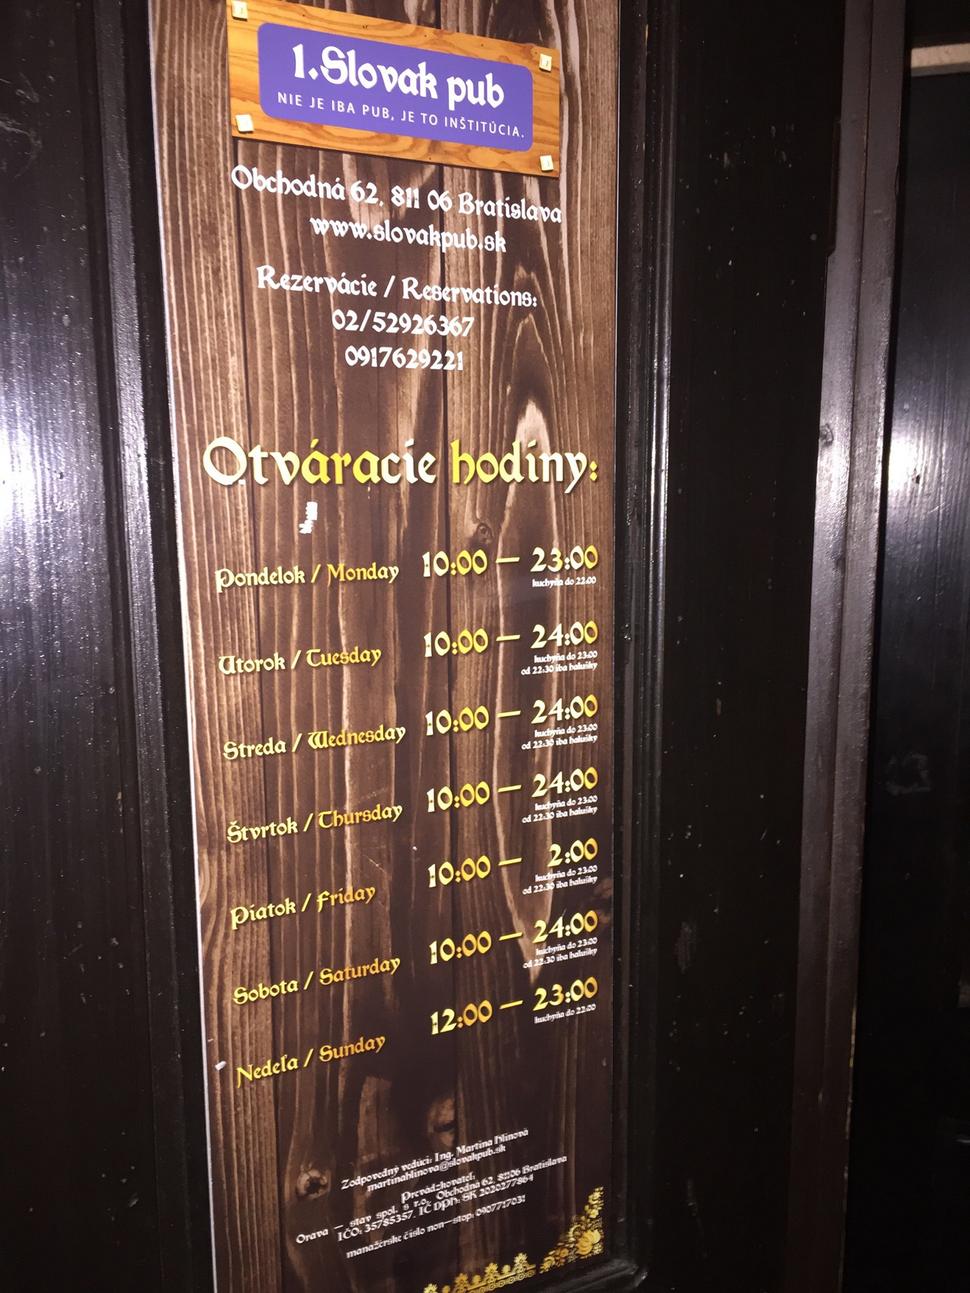 1.Slovak pub
NIE JE IBA PUB, JE TO INŠTITÚCIA.
Obchodná 62, 811 06 Bratislava
www.slovakpub.sk
Rezervácie / Reservations:
02/52926367
0917629221
Otváracie hodiny:
Pondelok / Monday 10:00 — 23:00
kuchyňa do 22:00
Utorok / Tuesday 10:00 — 24:00
kuchyňa do 23:00
od 22:30 iba halušky
Streda / Wednesday 10:00 — 24:00
kuchyňa do 23:00
od 22:30 iba halušky
Štvrtok / Thursday 10:00 — 24:00
kuchyňa do 23:00
od 22:30 iba halušky
Piatok / Friday 10:00 — 2:00
kuchyňa do 23:00
od 22:30 iba halušky
Sobota / Saturday 10:00 — 24:00
kuchyňa do 23:00
od 22:30 iba halušky
Nedeľa / Sunday 12:00 — 23:00
kuchyňa do 22:00
Zodpovedný vedúci: Ing. Martina Hlinová
martinahlinova@slovakpub.sk
Prevádzkovateľ:
Orava – stav spol. s r.o., Obchodná 62, 81106 Bratislava
IČO: 35785357, IČ DPH: SK 2020277864
manažérske číslo non-stop: 0907717031